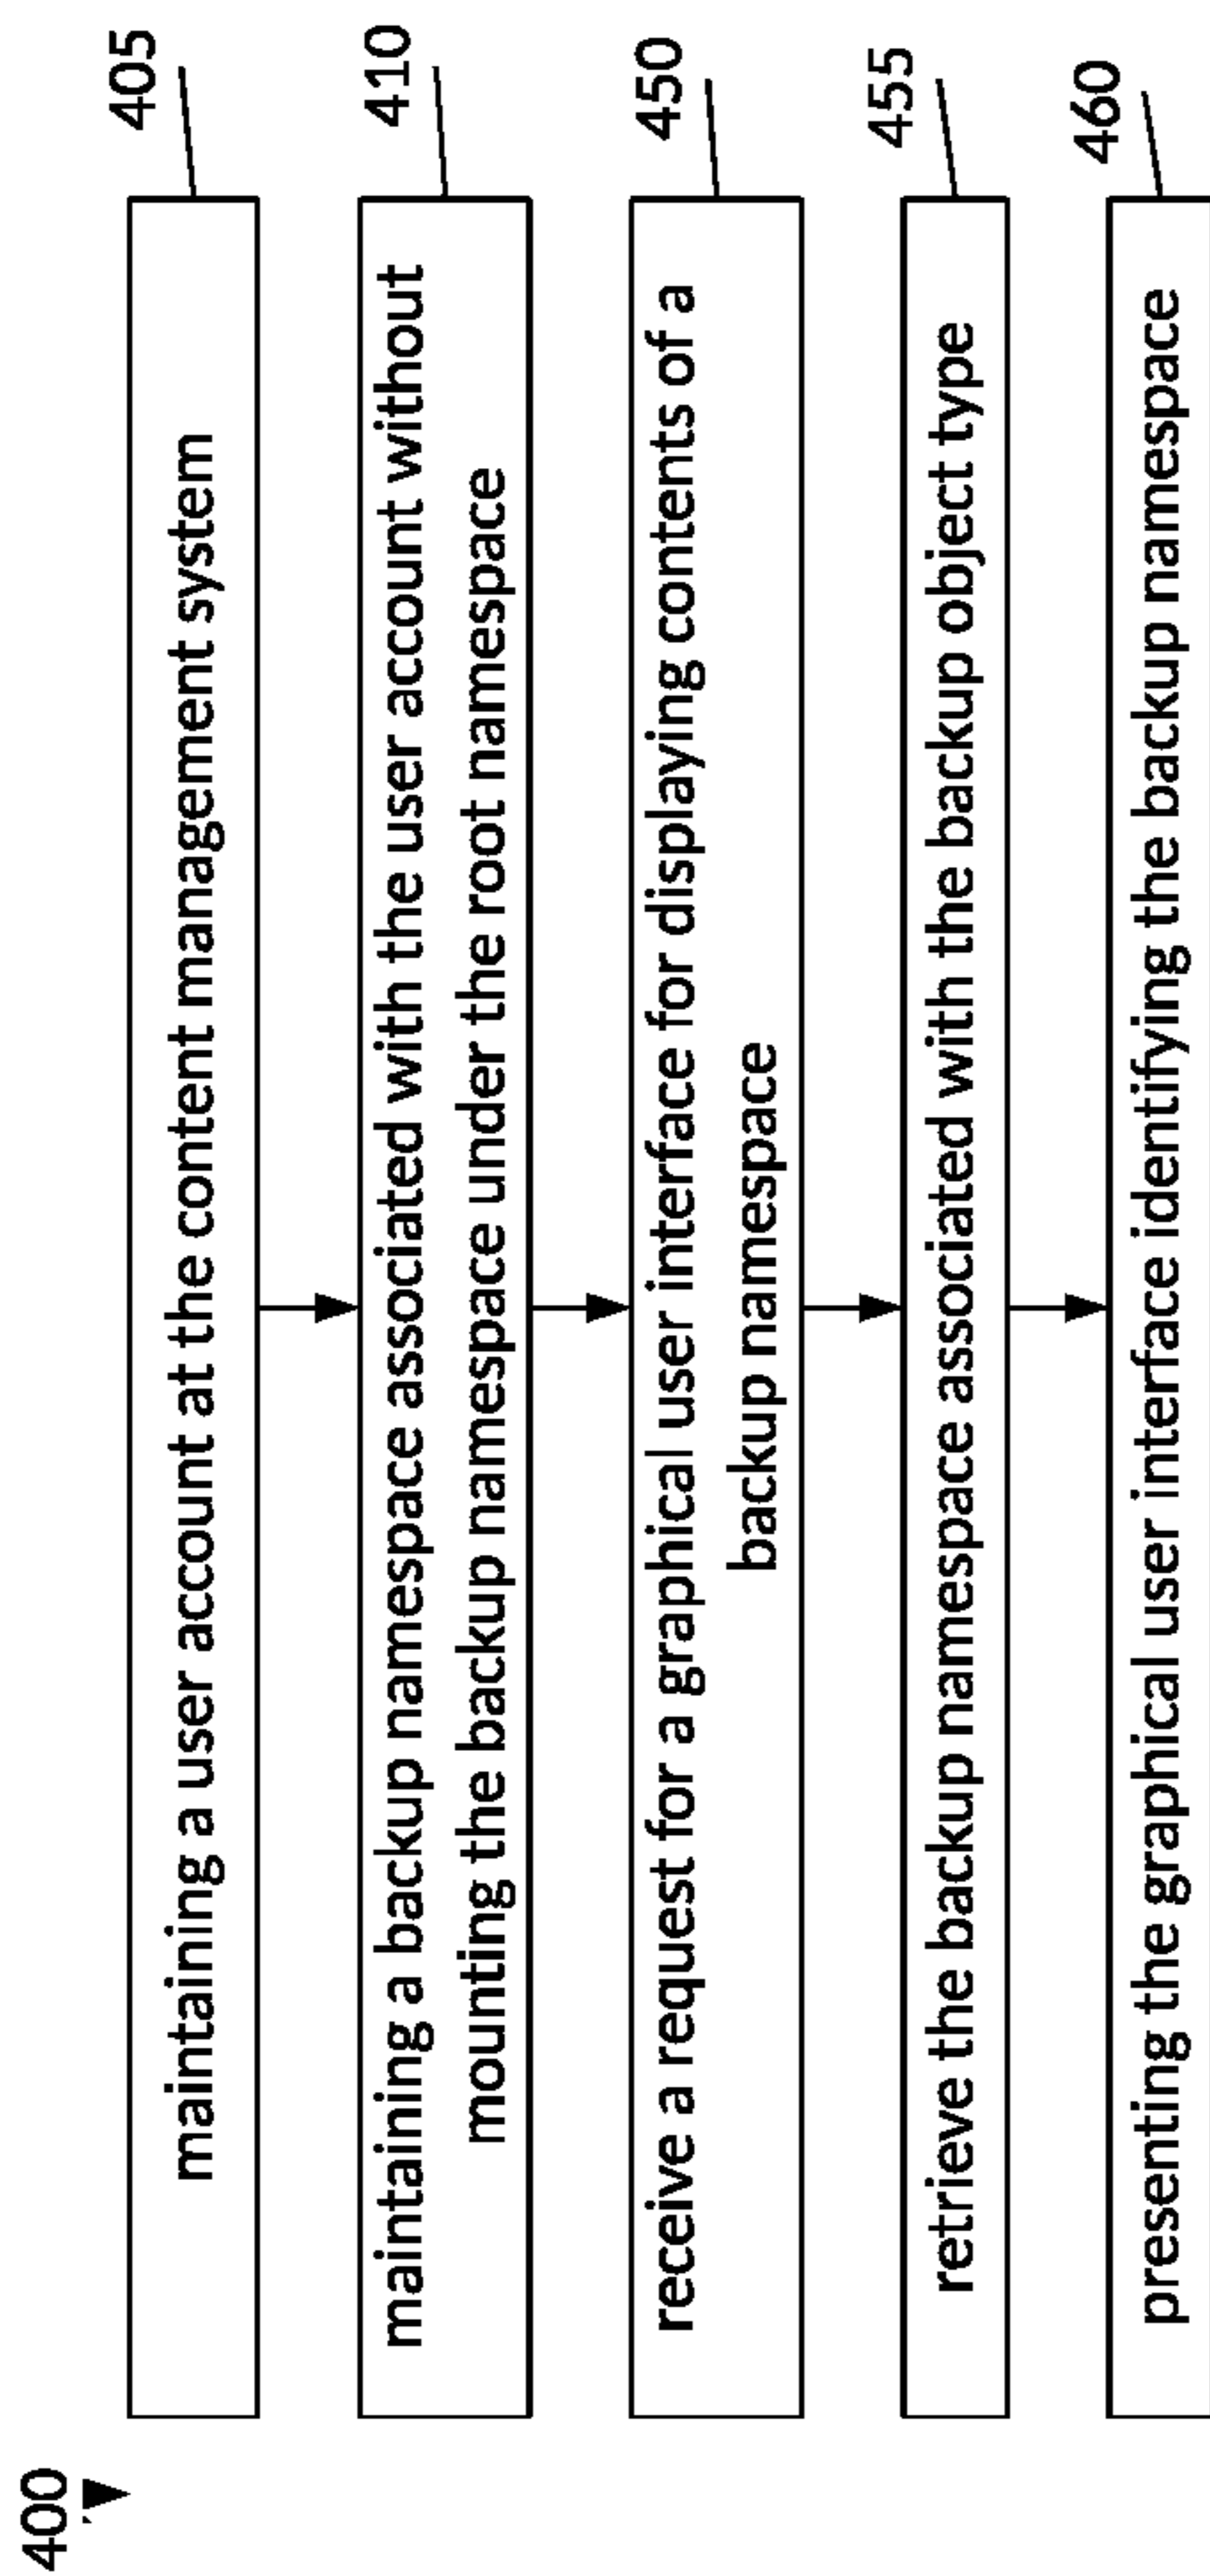 400
maintaining a user account at the content management system
405
maintaining a backup namespace associated with the user account without
mounting the backup namespace under the root namespace
410
receive a request for a graphical user interface for displaying contents of a
backup namespace
450
retrieve the backup namespace associated with the backup object type
455
presenting the graphical user interface identifying the backup namespace
460